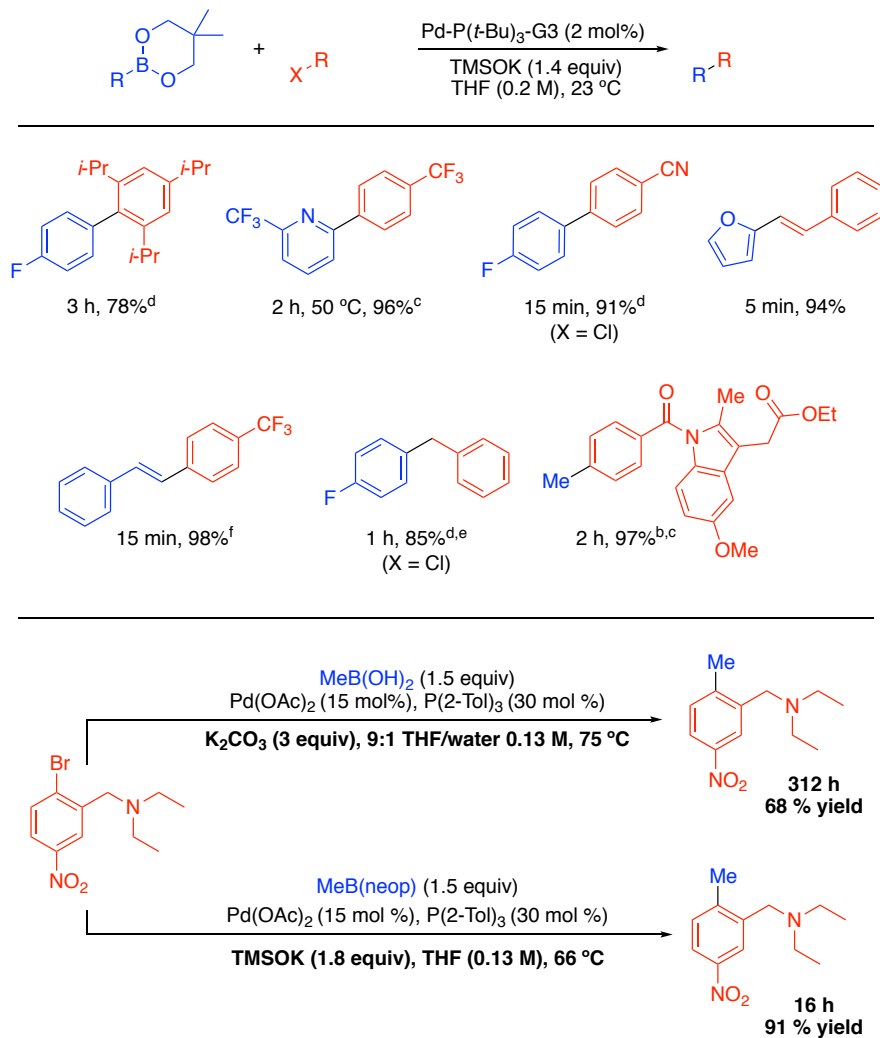 O
B
O
R
+
X
R
Pd-P(t-Bu)3-G3 (2 mol%)
TMSOK (1.4 equiv)
THF (0.2 M), 23 ºC
R
R
i-Pr
i-Pr
i-Pr
F
3 h, 78%d
CF3
N
CF3
2 h, 50 ºC, 96%c
CN
F
15 min, 91%d
(X = Cl)
O
5 min, 94%
CF3
15 min, 98%f
F
1 h, 85%d,e
(X = Cl)
O
Me
O
OEt
N
Me
OMe
2 h, 97%b,c
MeB(OH)2 (1.5 equiv)
Pd(OAc)2 (15 mol%), P(2-Tol)3 (30 mol %)
K2CO3 (3 equiv), 9:1 THF/water 0.13 M, 75 ºC
Me
N
NO2
312 h
68 % yield
Br
N
NO2
MeB(neop) (1.5 equiv)
Pd(OAc)2 (15 mol %), P(2-Tol)3 (30 mol %)
TMSOK (1.8 equiv), THF (0.13 M), 66 ºC
Me
N
NO2
16 h
91 % yield